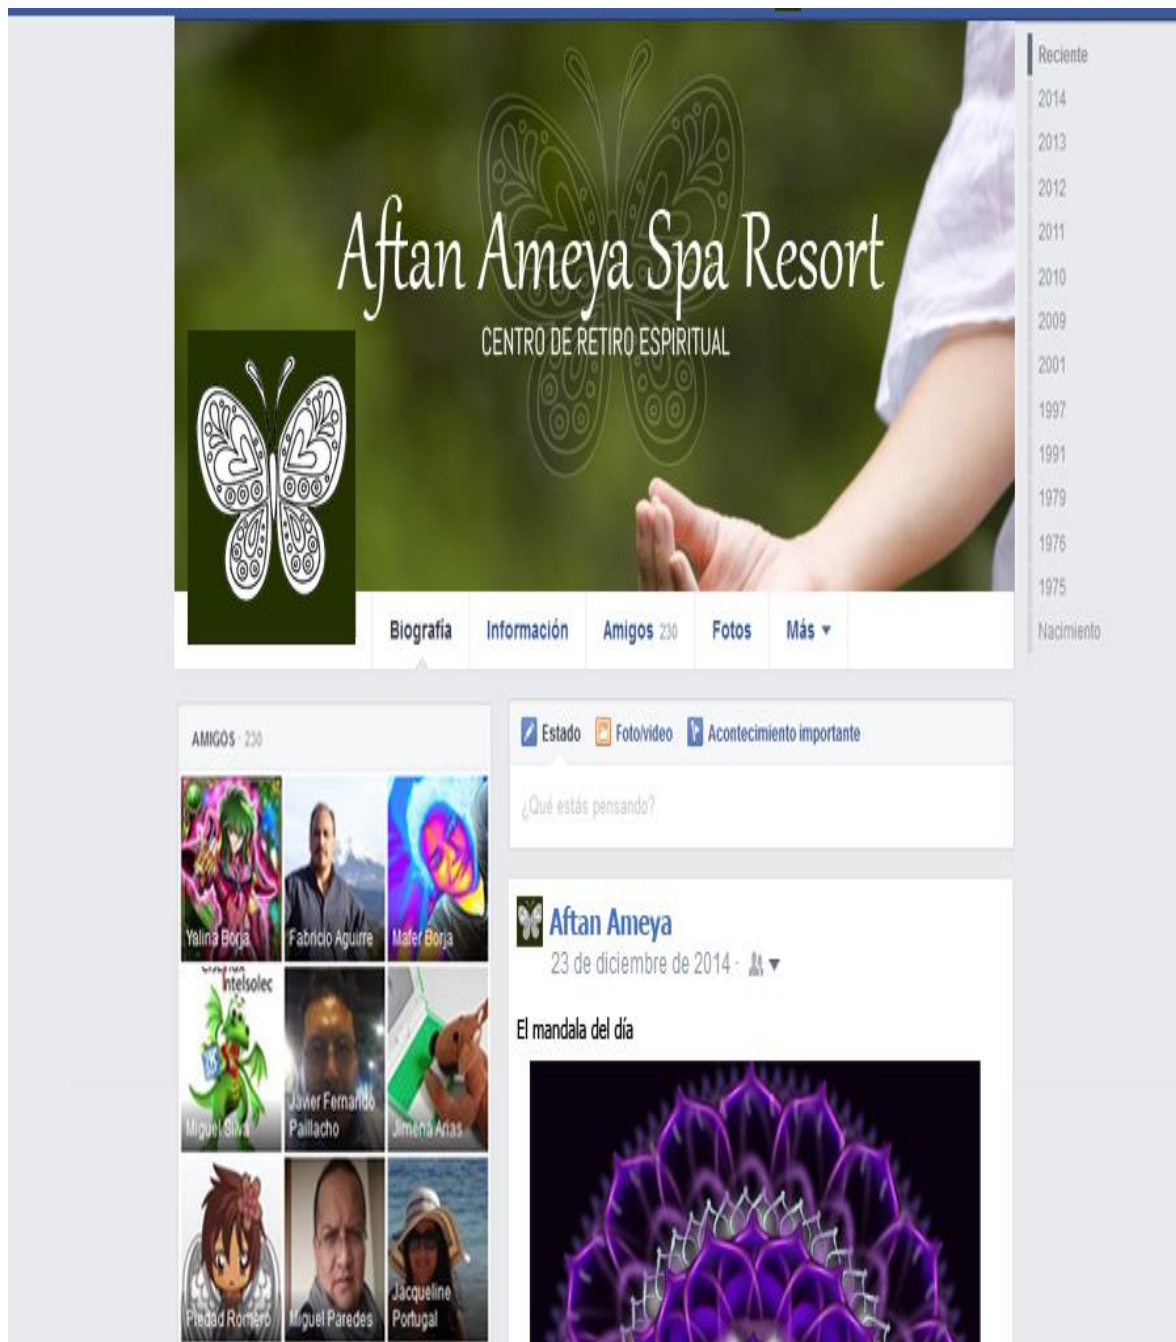 Aftan Ameya Spa Resort
CENTRO DE RETIRO ESPIRITUAL
Reciente
2014
2013
2012
2011
2010
2009
2001
1997
1991
1979
1976
1975
Nacimiento
Biografía Información Amigos 230 Fotos Más
AMIGOS · 230
Yalina Borja Fabricio Aguirre Mafer Borja
Intelsolec
Miguel Silva Javier Fernando Paillacho Jimena Arias
Piedad Romero Miguel Paredes Jacqueline Portugal
Estado Foto/vídeo Acontecimiento importante
¿Qué estás pensando?
Aftan Ameya
23 de diciembre de 2014 ·
El mandala del día